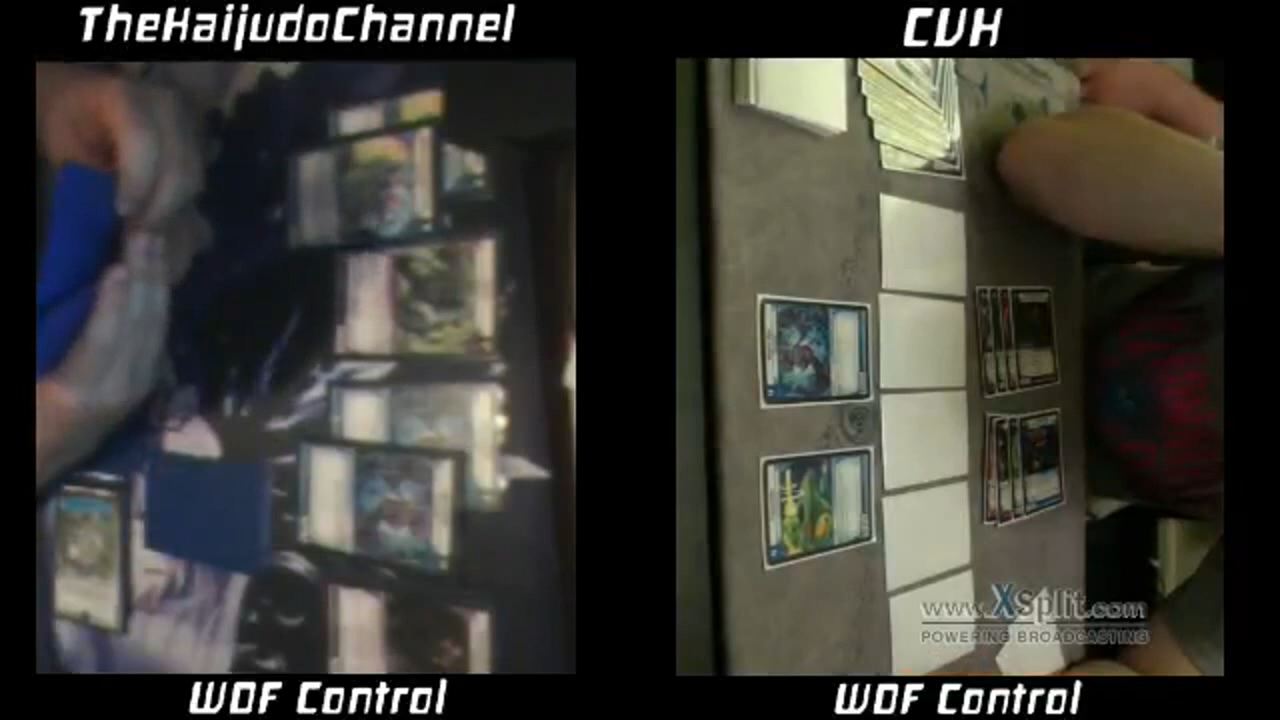 TheKaijudoChannel
CVH
www.XSplit.com
POWERING BROADCASTING
WDF Control
WDF Control